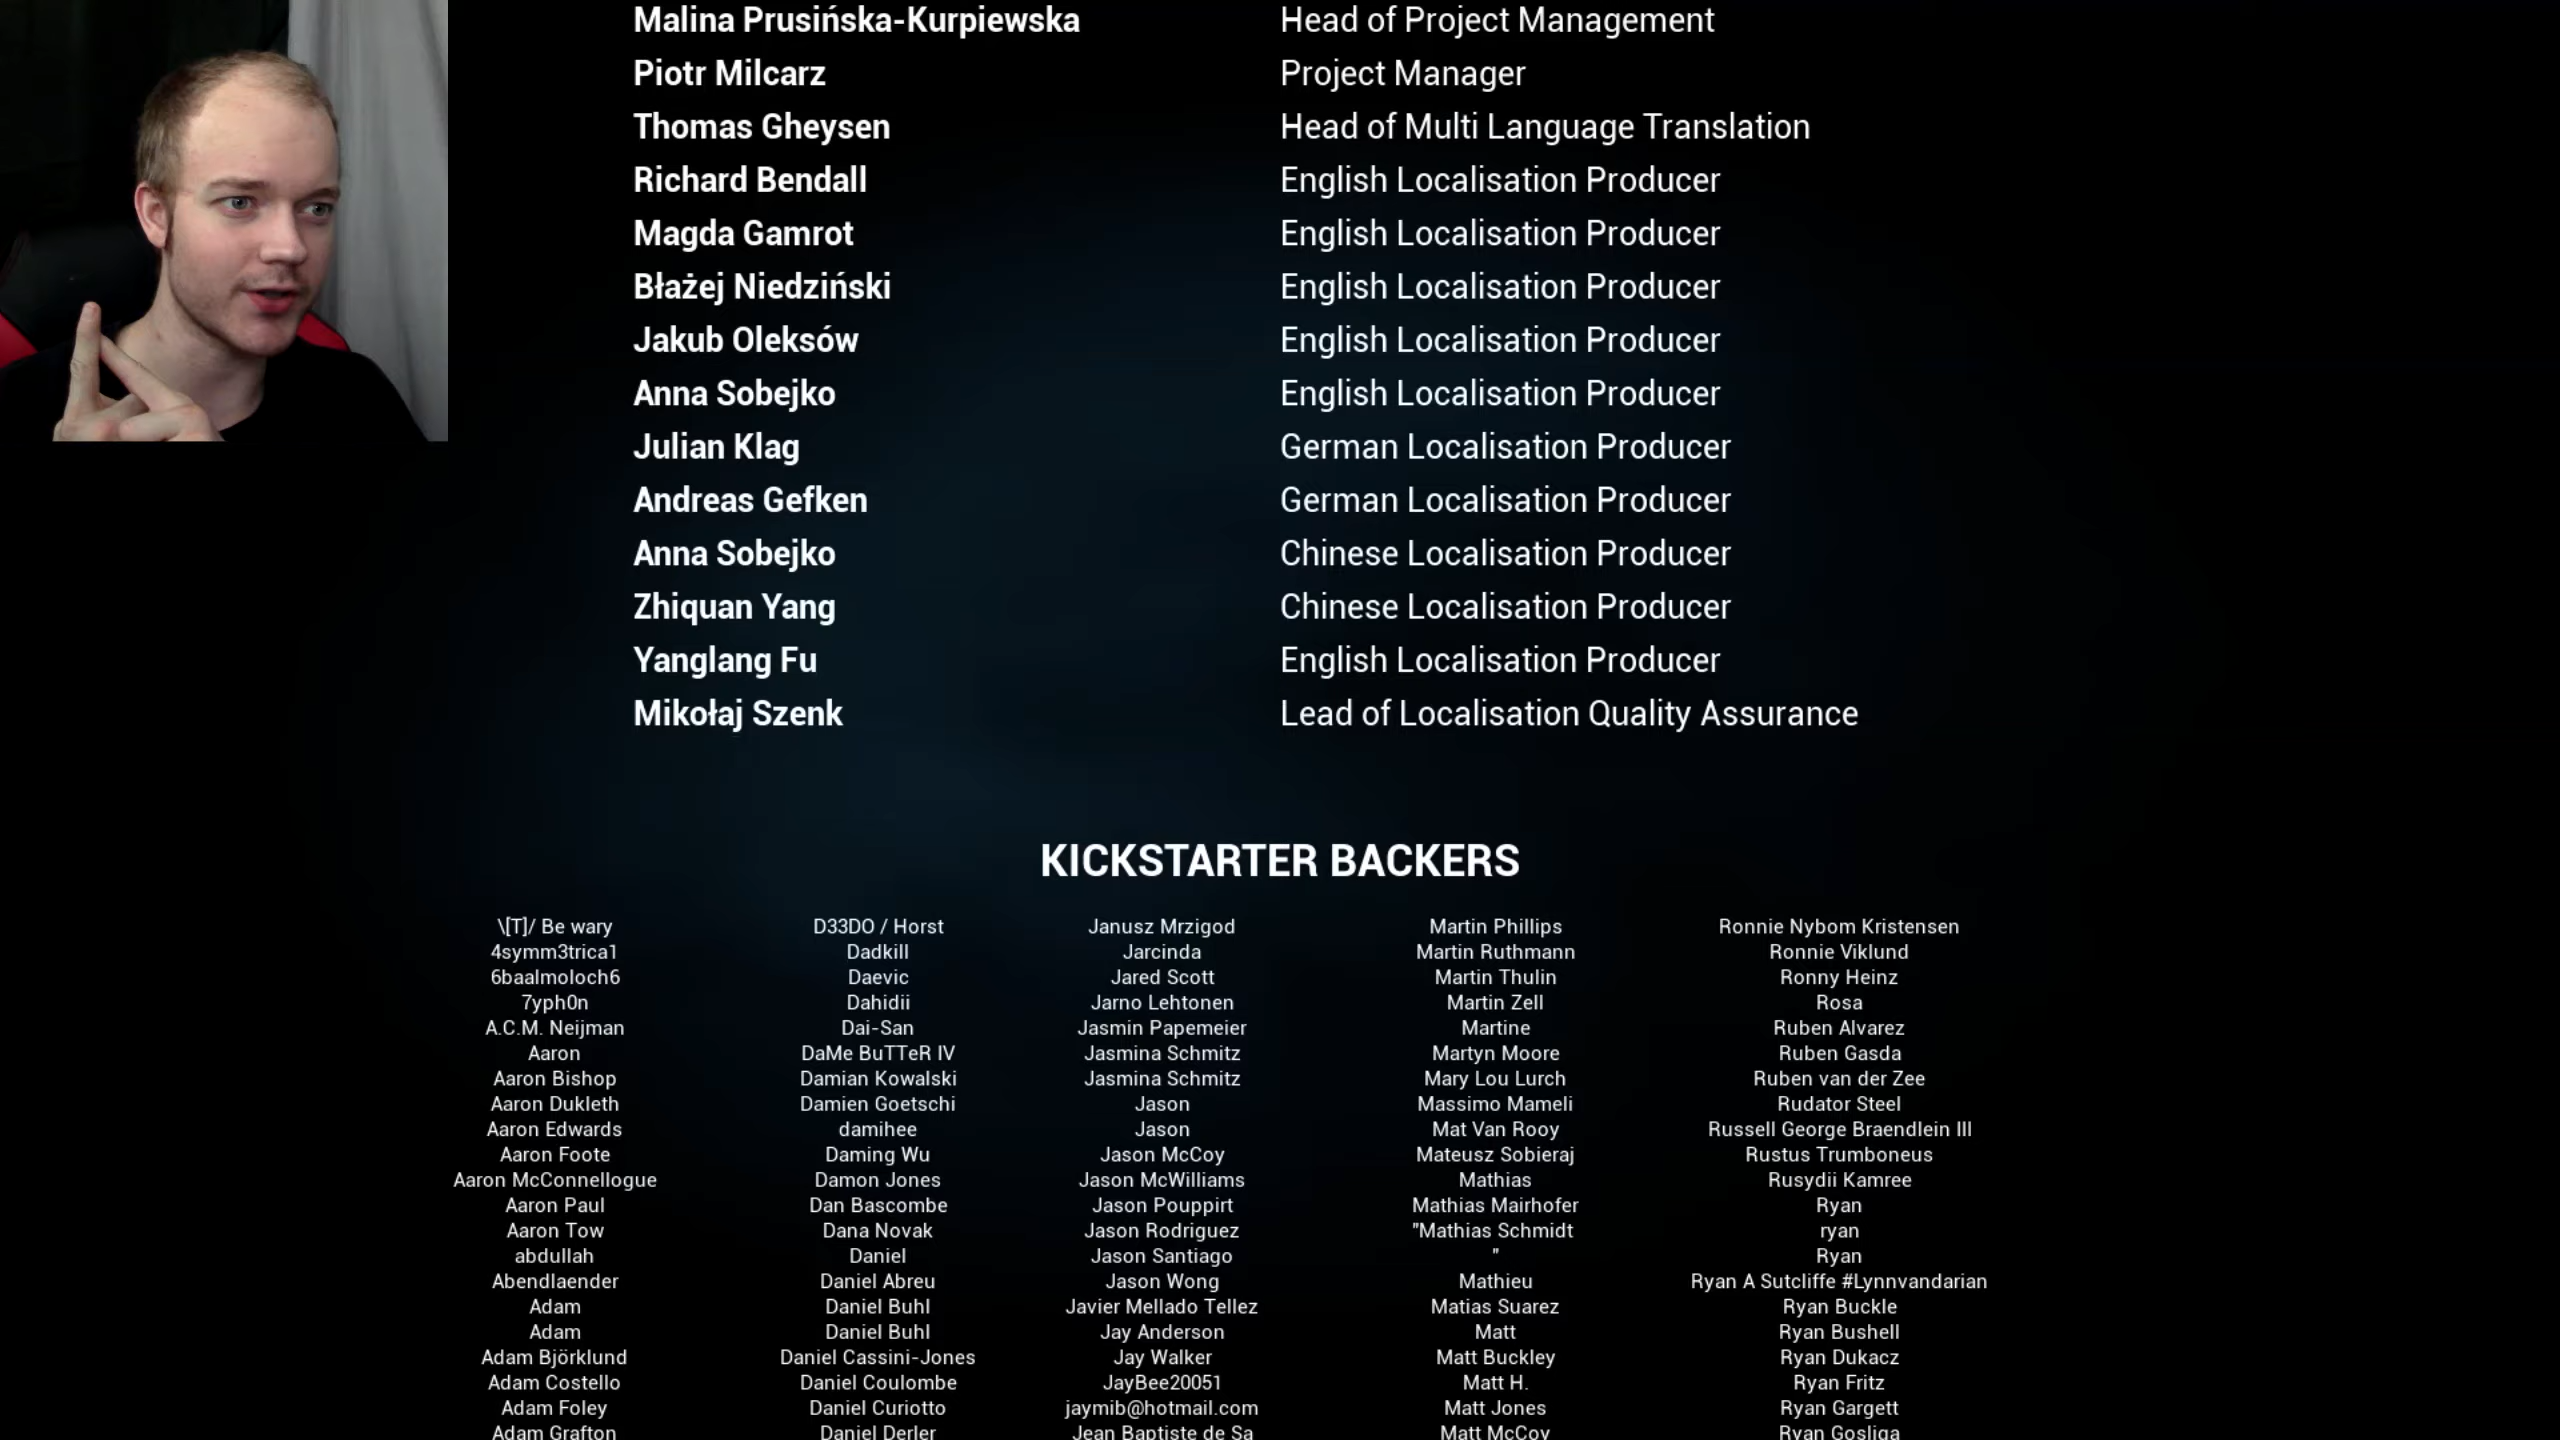 Malina Prusińska-Kurpiewska Head of Project Management
Piotr Milcarz Project Manager
Thomas Gheysen Head of Multi Language Translation
Richard Bendall English Localisation Producer
Magda Gamrot English Localisation Producer
Błażej Niedziński English Localisation Producer
Jakub Oleksów English Localisation Producer
Anna Sobejko English Localisation Producer
Julian Klag German Localisation Producer
Andreas Gefken German Localisation Producer
Anna Sobejko Chinese Localisation Producer
Zhiquan Yang Chinese Localisation Producer
Yanglang Fu English Localisation Producer
Mikołaj Szenk Lead of Localisation Quality Assurance
KICKSTARTER BACKERS
\[T]/ Be wary D33DO / Horst Janusz Mrzigod Martin Phillips Ronnie Nybom Kristensen
4symm3trica1 Dadkill Jarcinda Martin Ruthmann Ronnie Viklund
6baalmoloch6 Daevic Jared Scott Martin Thulin Ronny Heinz
7yph0n Dahidii Jarno Lehtonen Martin Zell Rosa
A.C.M. Neijman Dai-San Jasmin Papemeier Martine Ruben Alvarez
Aaron DaMe BuTTeR IV Jasmina Schmitz Martyn Moore Ruben Gasda
Aaron Bishop Damian Kowalski Jasmina Schmitz Mary Lou Lurch Ruben van der Zee
Aaron Dukleth Damien Goetschi Jason Massimo Mameli Rudator Steel
Aaron Edwards damihee Jason Mat Van Rooy Russell George Braendlein III
Aaron Foote Daming Wu Jason McCoy Mateusz Sobieraj Rustus Trumboneus
Aaron McConnellogue Damon Jones Jason McWilliams Mathias Rusydii Kamree
Aaron Paul Dan Bascombe Jason Pouppirt Mathias Mairhofer Ryan
Aaron Tow Dana Novak Jason Rodriguez "Mathias Schmidt ryan
abdullah Daniel Jason Santiago " Ryan
Abendlaender Daniel Abreu Jason Wong Mathieu Ryan A Sutcliffe #Lynnvandarian
Adam Daniel Buhl Javier Mellado Tellez Matias Suarez Ryan Buckle
Adam Daniel Buhl Jay Anderson Matt Ryan Bushell
Adam Björklund Daniel Cassini-Jones Jay Walker Matt Buckley Ryan Dukacz
Adam Costello Daniel Coulombe JayBee20051 Matt H. Ryan Fritz
Adam Foley Daniel Curiotto jaymib@hotmail.com Matt Jones Ryan Gargett
Adam Grafton Daniel Derler Jean Baptiste de Sa Matt McCoy Ryan Gosliga